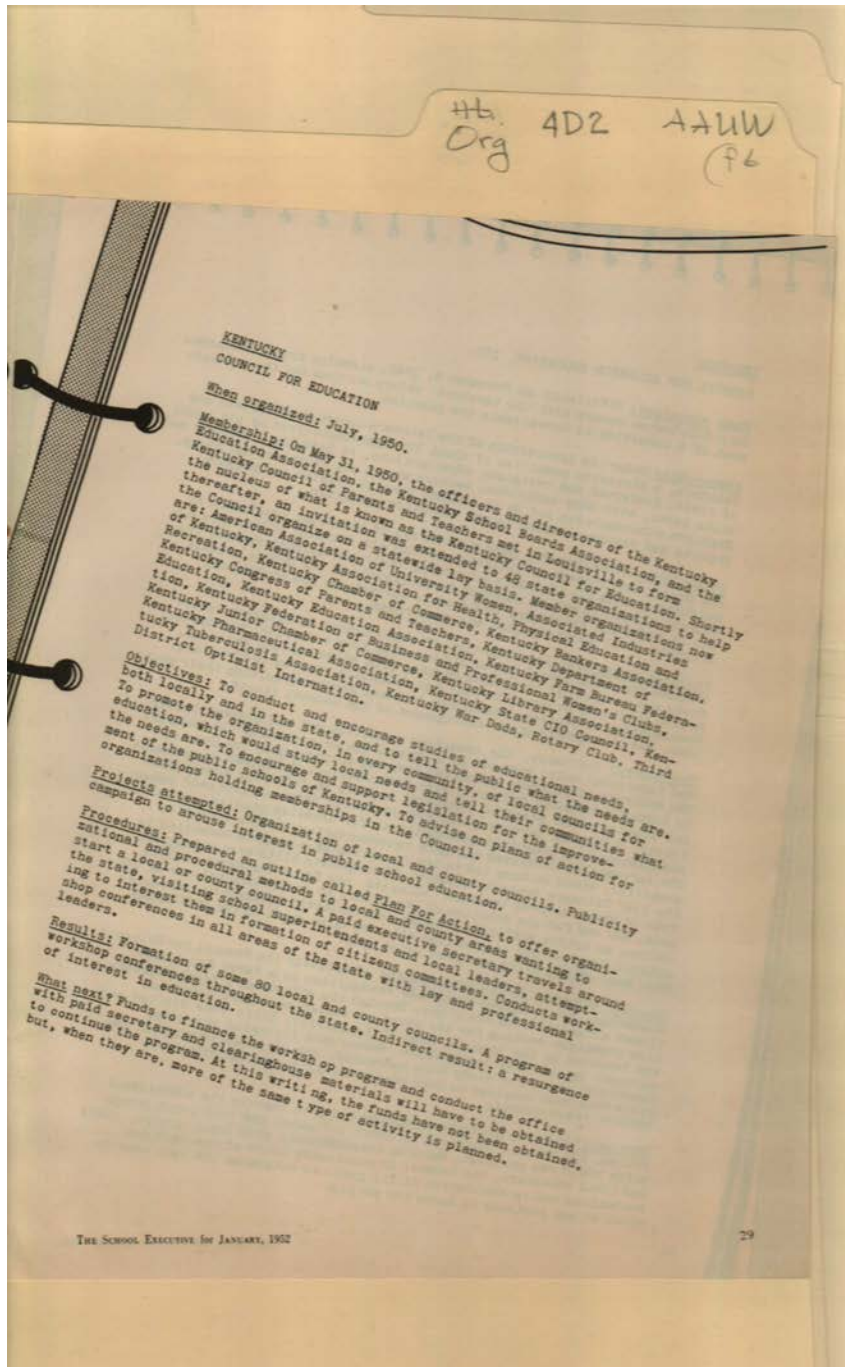 Org 4D2 AAUW
KENTUCKY
COUNCIL FOR EDUCATION
When organized: July, 1950.
Membership: On May 31, 1950, the officers and directors of the Kentucky
Education Association, the Kentucky School Boards Association, and the
Kentucky Council of Parents and Teachers met in Louisville to form
the nucleus of what is known as the Kentucky Council for Education. Shortly
thereafter, an invitation was extended to 48 state organizations to help
the Council organize on a statewide lay basis. Member organizations now
are: American Association of University Women, Associated Industries
of Kentucky, Kentucky Association for Health, Physical Education and
Recreation, Kentucky Chamber of Commerce, Kentucky Bankers Association,
Kentucky Congress of Parents and Teachers, Kentucky Department of
Education, Kentucky Education Association, Kentucky Farm Bureau Federa-
tion, Kentucky Federation of Business and Professional Women's Clubs,
Kentucky Junior Chamber of Commerce, Kentucky Library Association,
Kentucky Pharmaceutical Association, Kentucky State CIO Council, Ken-
tucky Tuberculosis Association, Kentucky War Dads, Rotary Club, Third
District Optimist Internation.
Objectives: To conduct and encourage studies of educational needs,
both locally and in the state, and to tell the public what the needs are.
To promote the organization, in every community, of local councils for
education, which would study local needs and tell their communities what
the needs are. To encourage and support legislation for the improve-
ment of the public schools of Kentucky. To advise on plans of action for
organizations holding memberships in the Council.
Projects attempted: Organization of local and county councils. Publicity
campaign to arouse interest in public school education.
Procedures: Prepared an outline called Plan For Action, to offer organi-
zational and procedural methods to local and county areas wanting to
start a local or county council. A paid executive secretary travels around
the state, visiting school superintendents and local leaders, attempt-
ing to interest them in formation of citizens committees. Conducts work-
shop conferences in all areas of the state with lay and professional
leaders.
Results: Formation of some 80 local and county councils. A program of
workshop conferences throughout the state. Indirect result: a resurgence
of interest in education.
What next? Funds to finance the worksh op program and conduct the office
with paid secretary and clearinghouse materials will have to be obtained
to continue the program. At this writi ng, the funds have not been obtained,
but, when they are, more of the same t ype of activity is planned.
THE SCHOOL EXECUTIVE for JANUARY, 1952
29